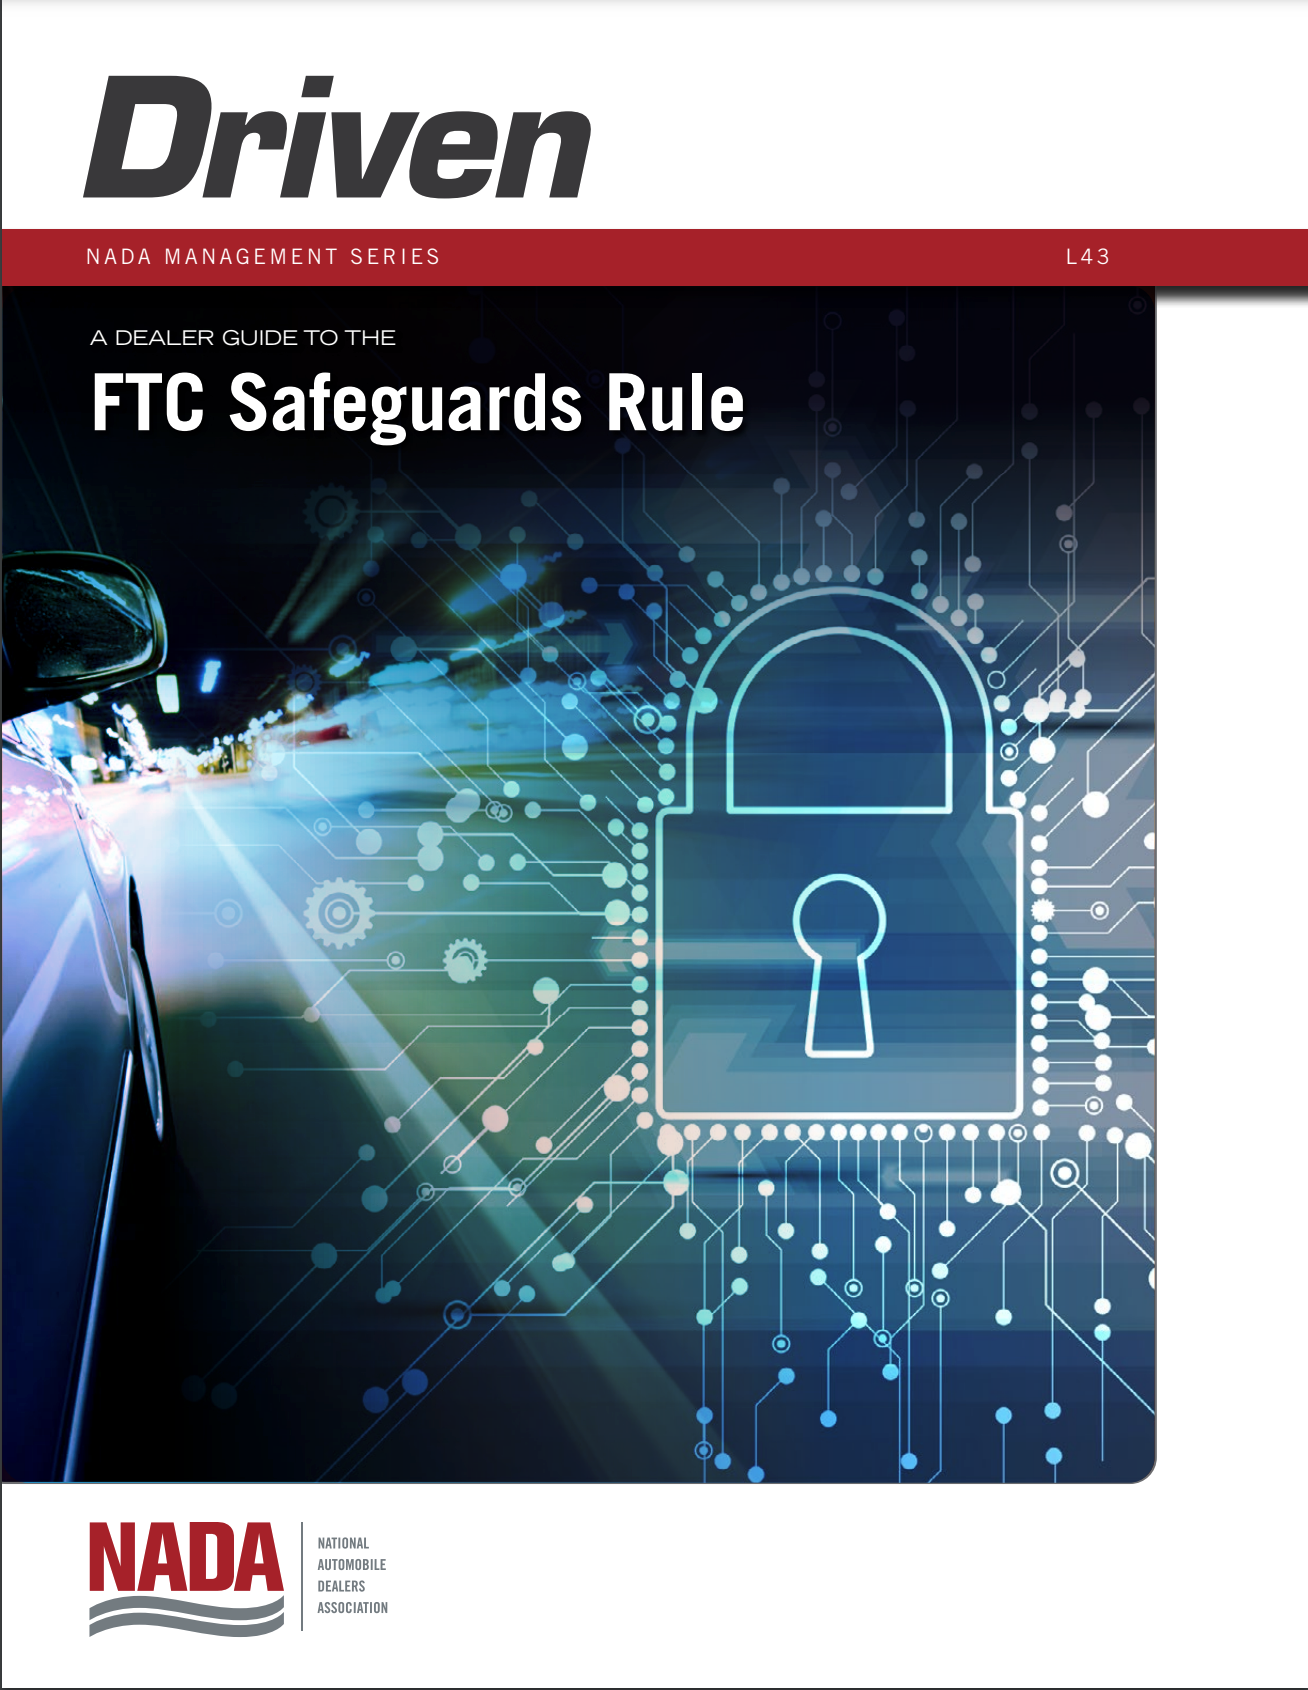 Driven
NADA MANAGEMENT SERIES L43
A DEALER GUIDE TO THE
FTC Safeguards Rule
NADA
NATIONAL
AUTOMOBILE
DEALERS
ASSOCIATION